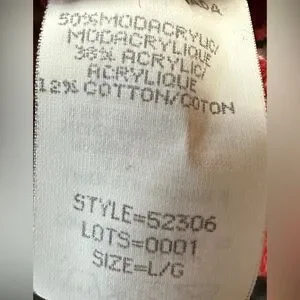 50%MODACRYLIC/
MODACRYLIQUE
38% ACRYLIC/
ACRYLIQUE
12% COTTON/COTON
STYLE=52306
LOTS=0001
SIZE=L/G